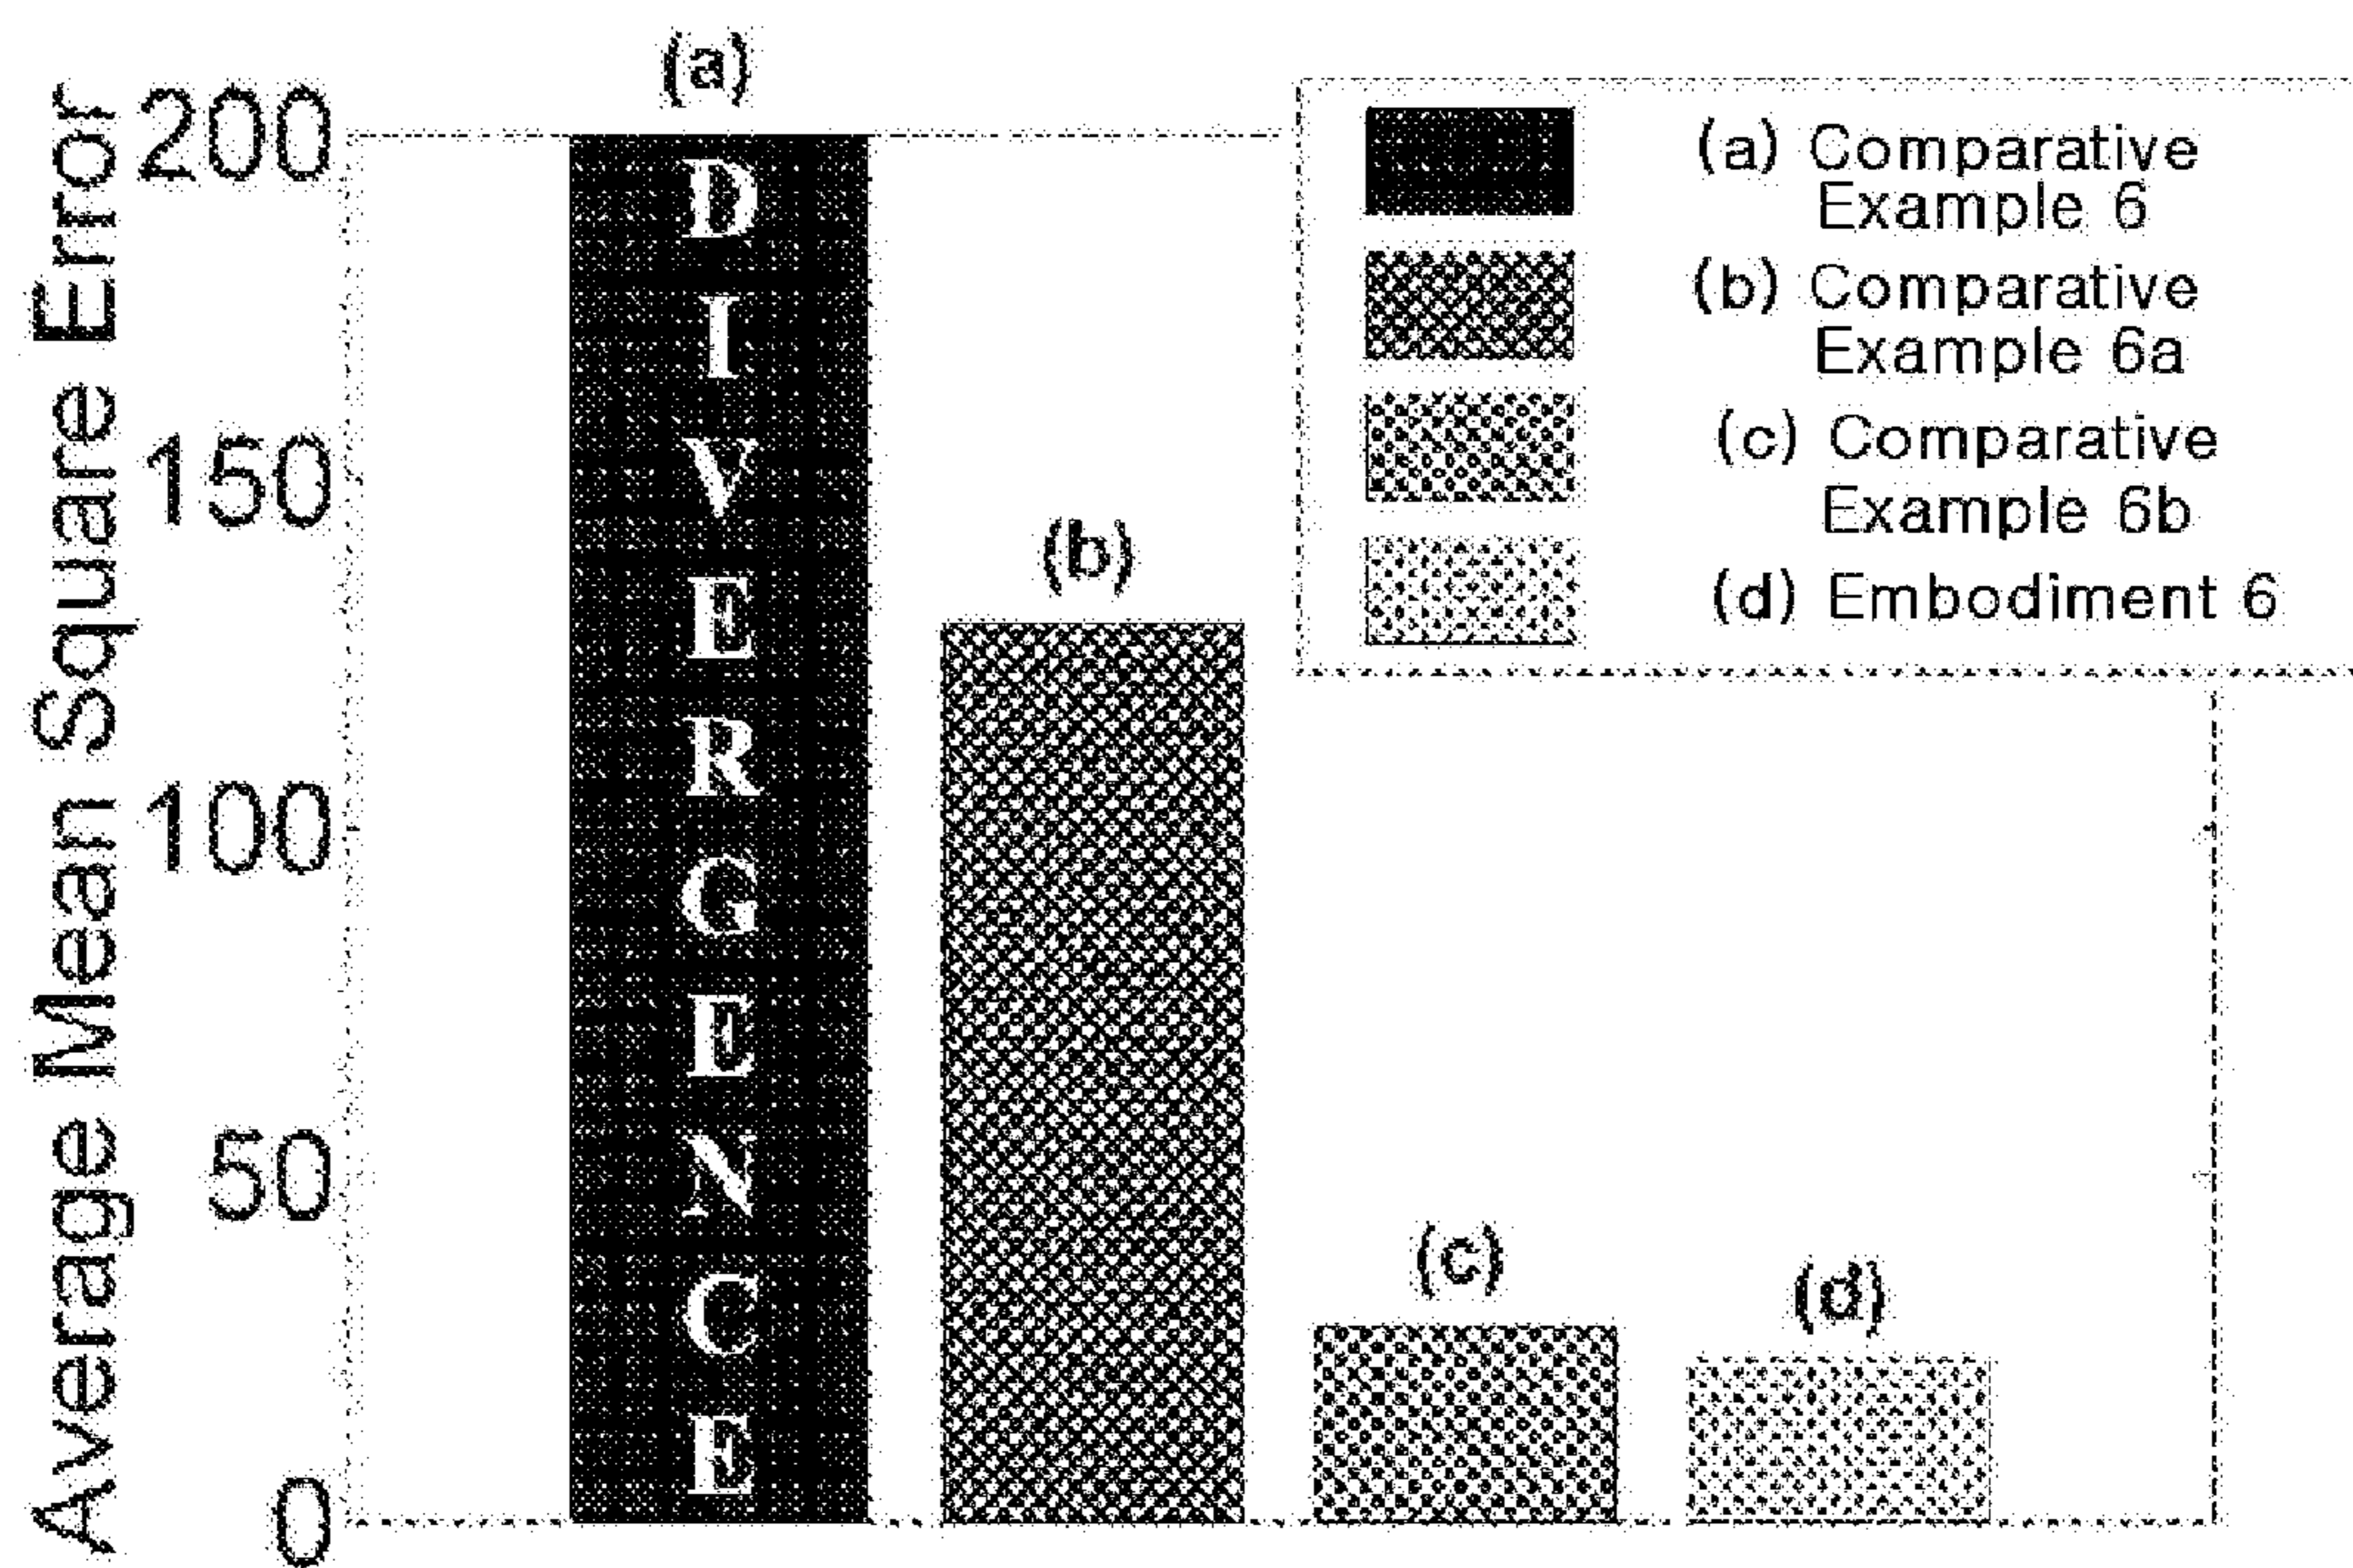 Average Mean Square Error
200
150
100
50
0
(a)
DIVERGENCE
(b)
(c)
(d)
(a) Comparative
Example 6
(b) Comparative
Example 6a
(c) Comparative
Example 6b
(d) Embodiment 6